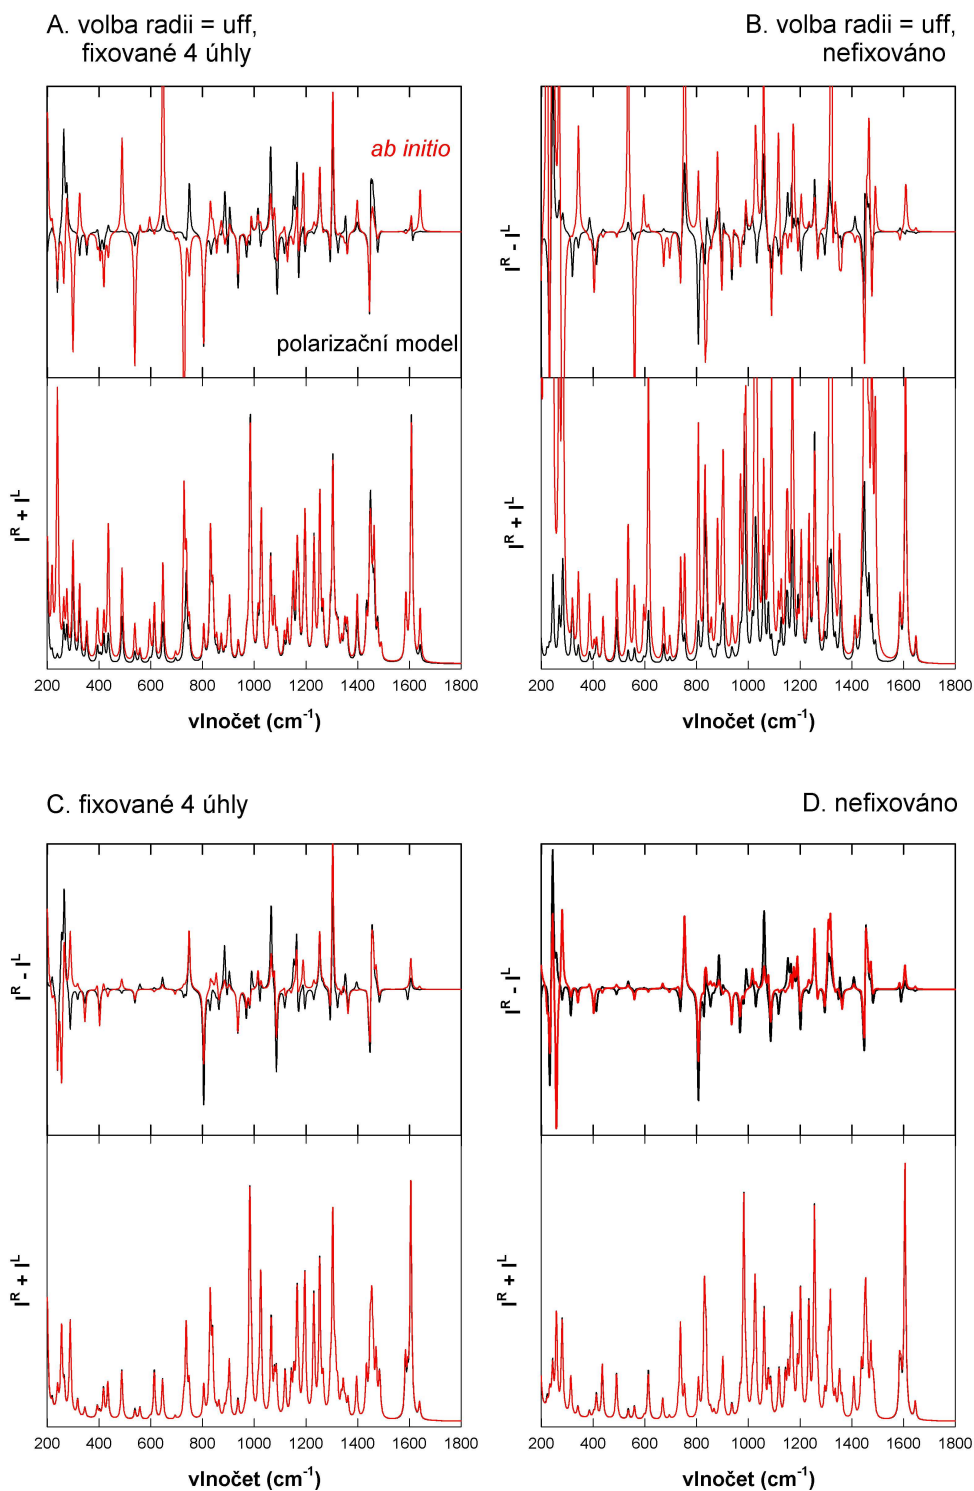 A. volba radii = uff,
fixované 4 úhly
B. volba radii = uff,
nefixováno
ab initio
polarizační model
I^R - I^L
I^R + I^L
I^R + I^L
200 400 600 800 1000 1200 1400 1600 1800
200 400 600 800 1000 1200 1400 1600 1800
vlnočet (cm⁻¹)
vlnočet (cm⁻¹)
C. fixované 4 úhly
D. nefixováno
I^R - I^L
I^R - I^L
I^R + I^L
I^R + I^L
200 400 600 800 1000 1200 1400 1600 1800
200 400 600 800 1000 1200 1400 1600 1800
vlnočet (cm⁻¹)
vlnočet (cm⁻¹)